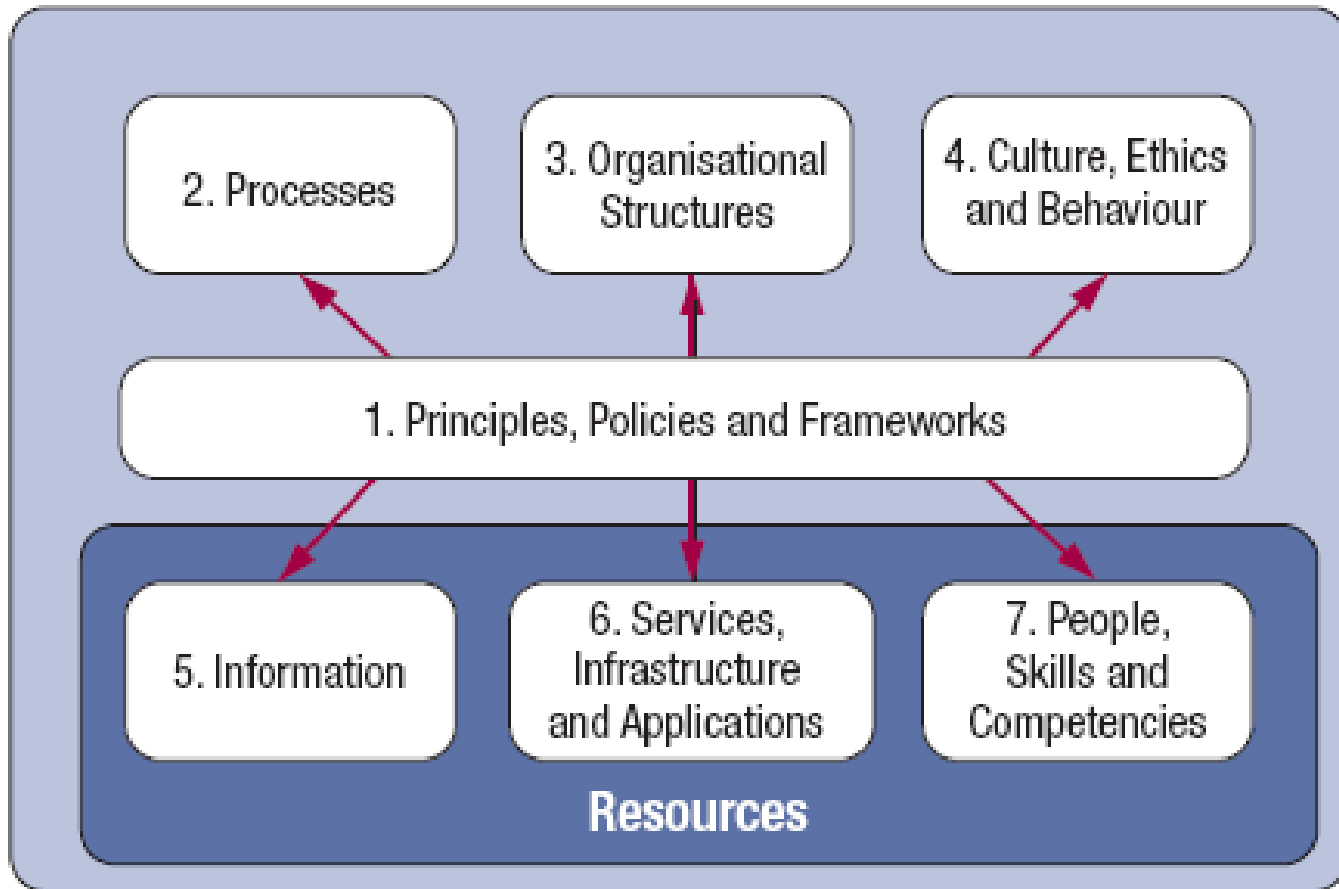 2. Processes
3. Organisational
Structures
4. Culture, Ethics
and Behaviour
1. Principles, Policies and Frameworks
5. Information
6. Services,
Infrastructure
and Applications
7. People,
Skills and
Competencies
Resources